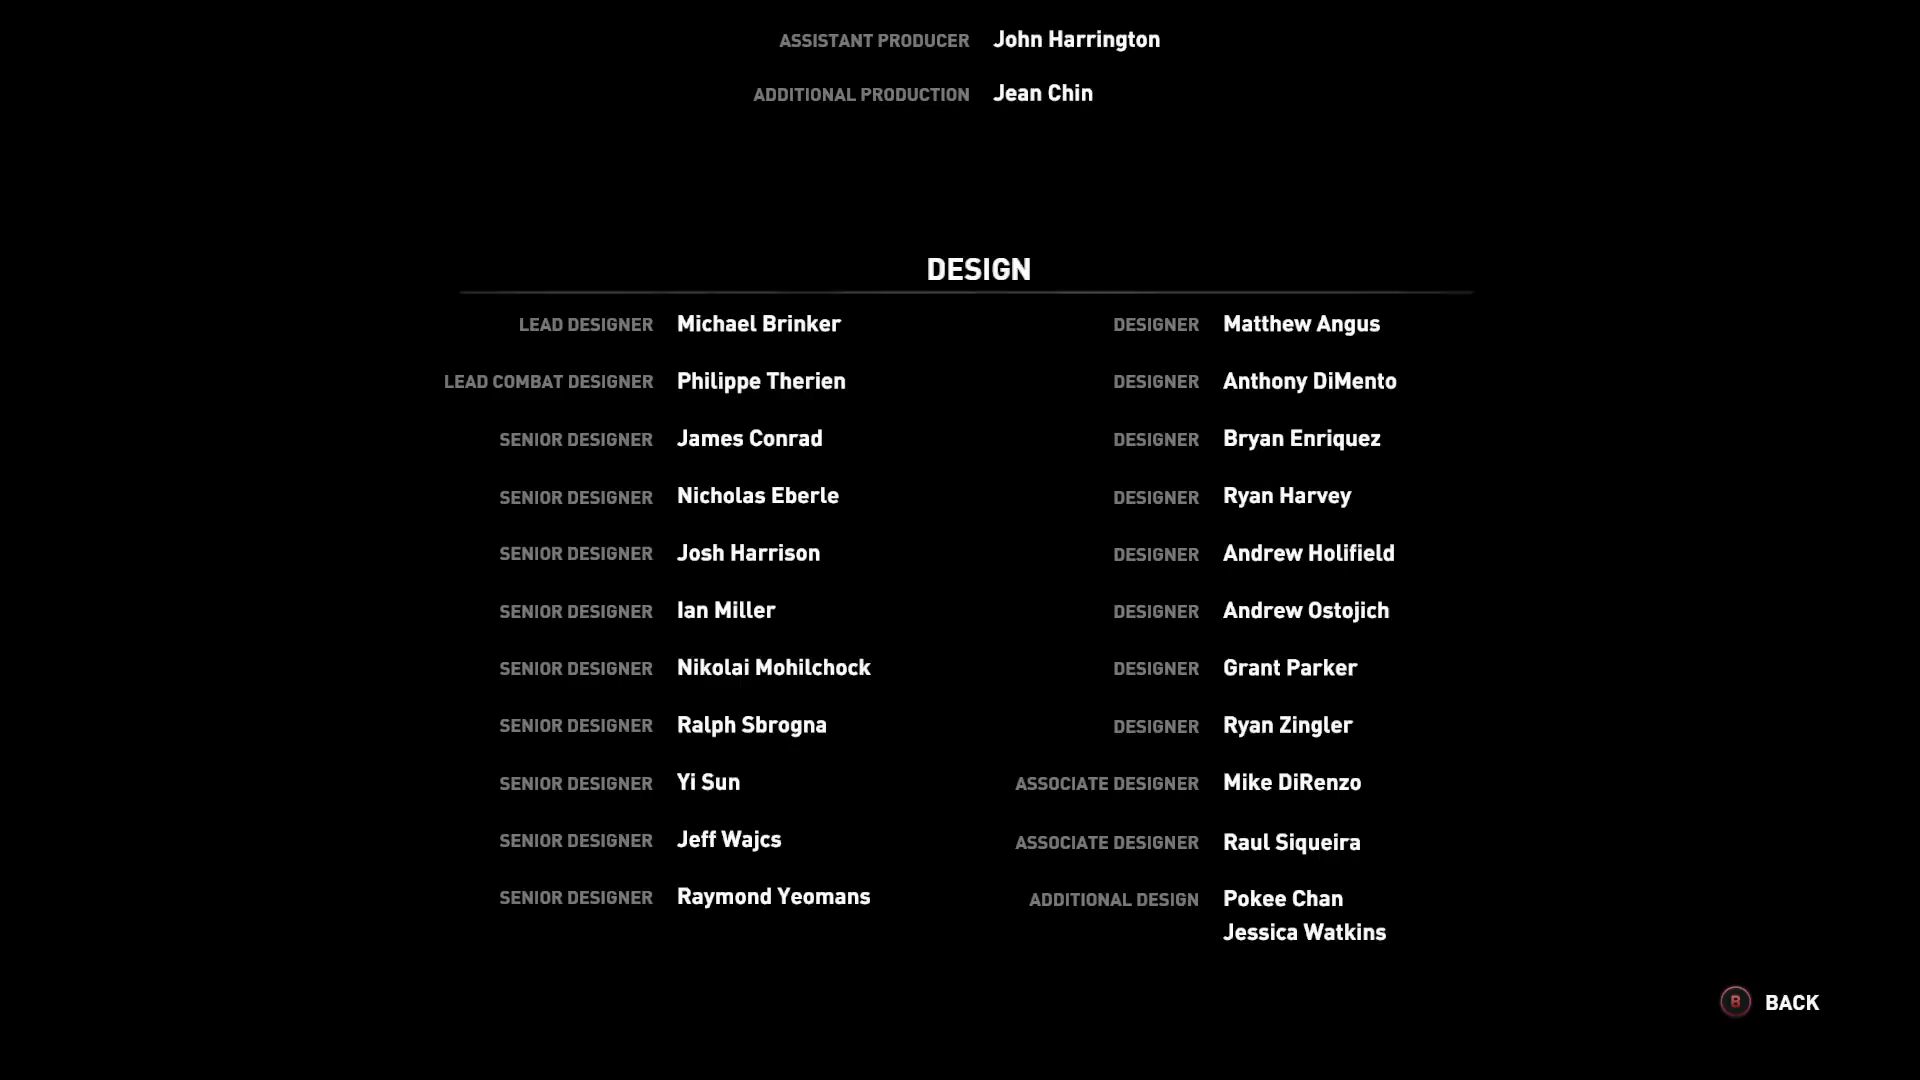 ASSISTANT PRODUCER John Harrington
ADDITIONAL PRODUCTION Jean Chin
DESIGN
LEAD DESIGNER Michael Brinker
LEAD COMBAT DESIGNER Philippe Therien
SENIOR DESIGNER James Conrad
SENIOR DESIGNER Nicholas Eberle
SENIOR DESIGNER Josh Harrison
SENIOR DESIGNER Ian Miller
SENIOR DESIGNER Nikolai Mohilchock
SENIOR DESIGNER Ralph Sbrogna
SENIOR DESIGNER Yi Sun
SENIOR DESIGNER Jeff Wajcs
SENIOR DESIGNER Raymond Yeomans
DESIGNER Matthew Angus
DESIGNER Anthony DiMento
DESIGNER Bryan Enriquez
DESIGNER Ryan Harvey
DESIGNER Andrew Holifield
DESIGNER Andrew Ostojich
DESIGNER Grant Parker
DESIGNER Ryan Zingler
ASSOCIATE DESIGNER Mike DiRenzo
ASSOCIATE DESIGNER Raul Siqueira
ADDITIONAL DESIGN Pokee Chan
Jessica Watkins
B BACK